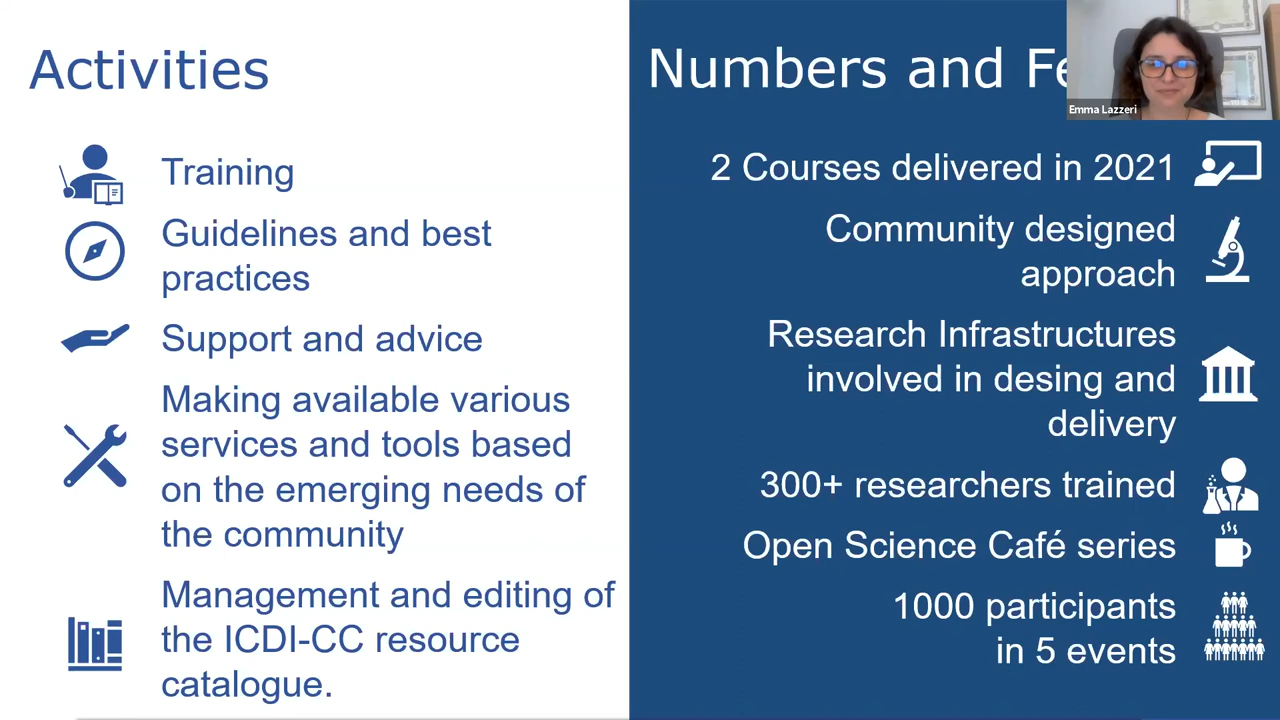 Activities
Training
Guidelines and best
practices
Support and advice
Making available various
services and tools based
on the emerging needs of
the community
Management and editing of
the ICDI-CC resource
catalogue.
Numbers and Fe
Emma Lazzeri
2 Courses delivered in 2021
Community designed
approach
Research Infrastructures
involved in desing and
delivery
300+ researchers trained
Open Science Café series
1000 participants
in 5 events